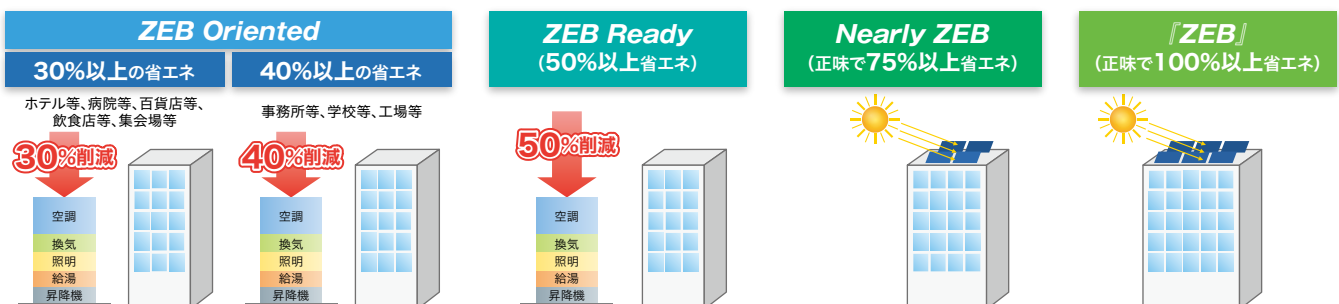 ZEB Oriented
30%以上の省エネ
ホテル等、病院等、百貨店等、
飲食店等、集会場等
30%削減
空調
換気
照明
給湯
昇降機
40%以上の省エネ
事務所等、学校等、工場等
40%削減
空調
換気
照明
給湯
昇降機
ZEB Ready
(50%以上省エネ)
50%削減
空調
換気
照明
給湯
昇降機
Nearly ZEB
(正味で75%以上省エネ)
『ZEB』
(正味で100%以上省エネ)